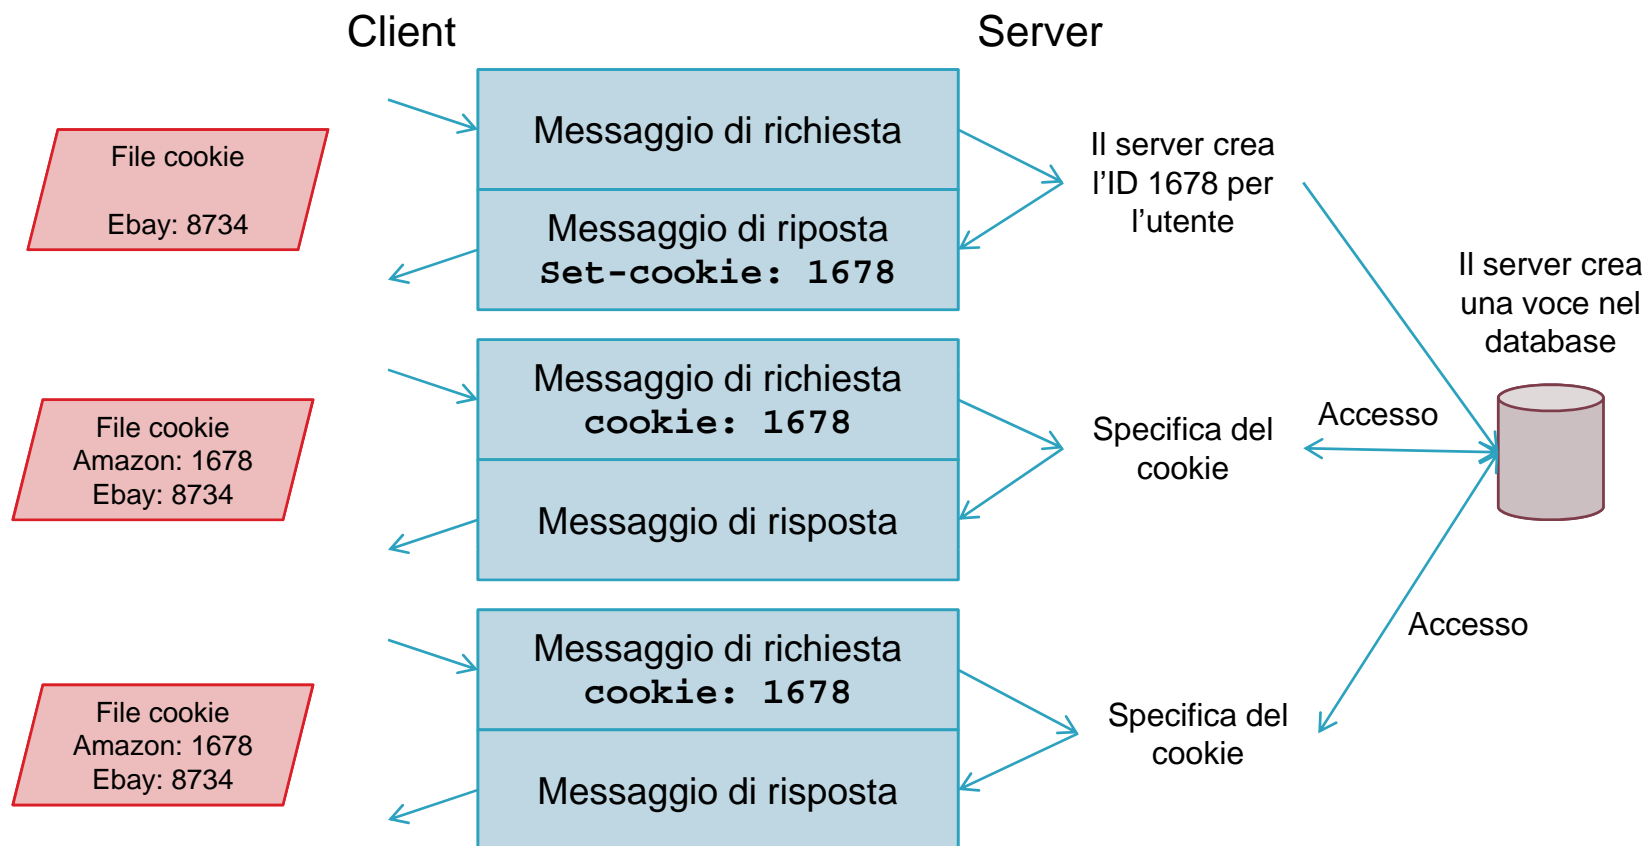 Client
Server
File cookie
Ebay: 8734
Messaggio di richiesta
Messaggio di riposta
Set-cookie: 1678
Il server crea
l'ID 1678 per
l'utente
Il server crea
una voce nel
database
File cookie
Amazon: 1678
Ebay: 8734
Messaggio di richiesta
cookie: 1678
Messaggio di risposta
Specifica del
cookie
Accesso
File cookie
Amazon: 1678
Ebay: 8734
Messaggio di richiesta
cookie: 1678
Messaggio di risposta
Specifica del
cookie
Accesso